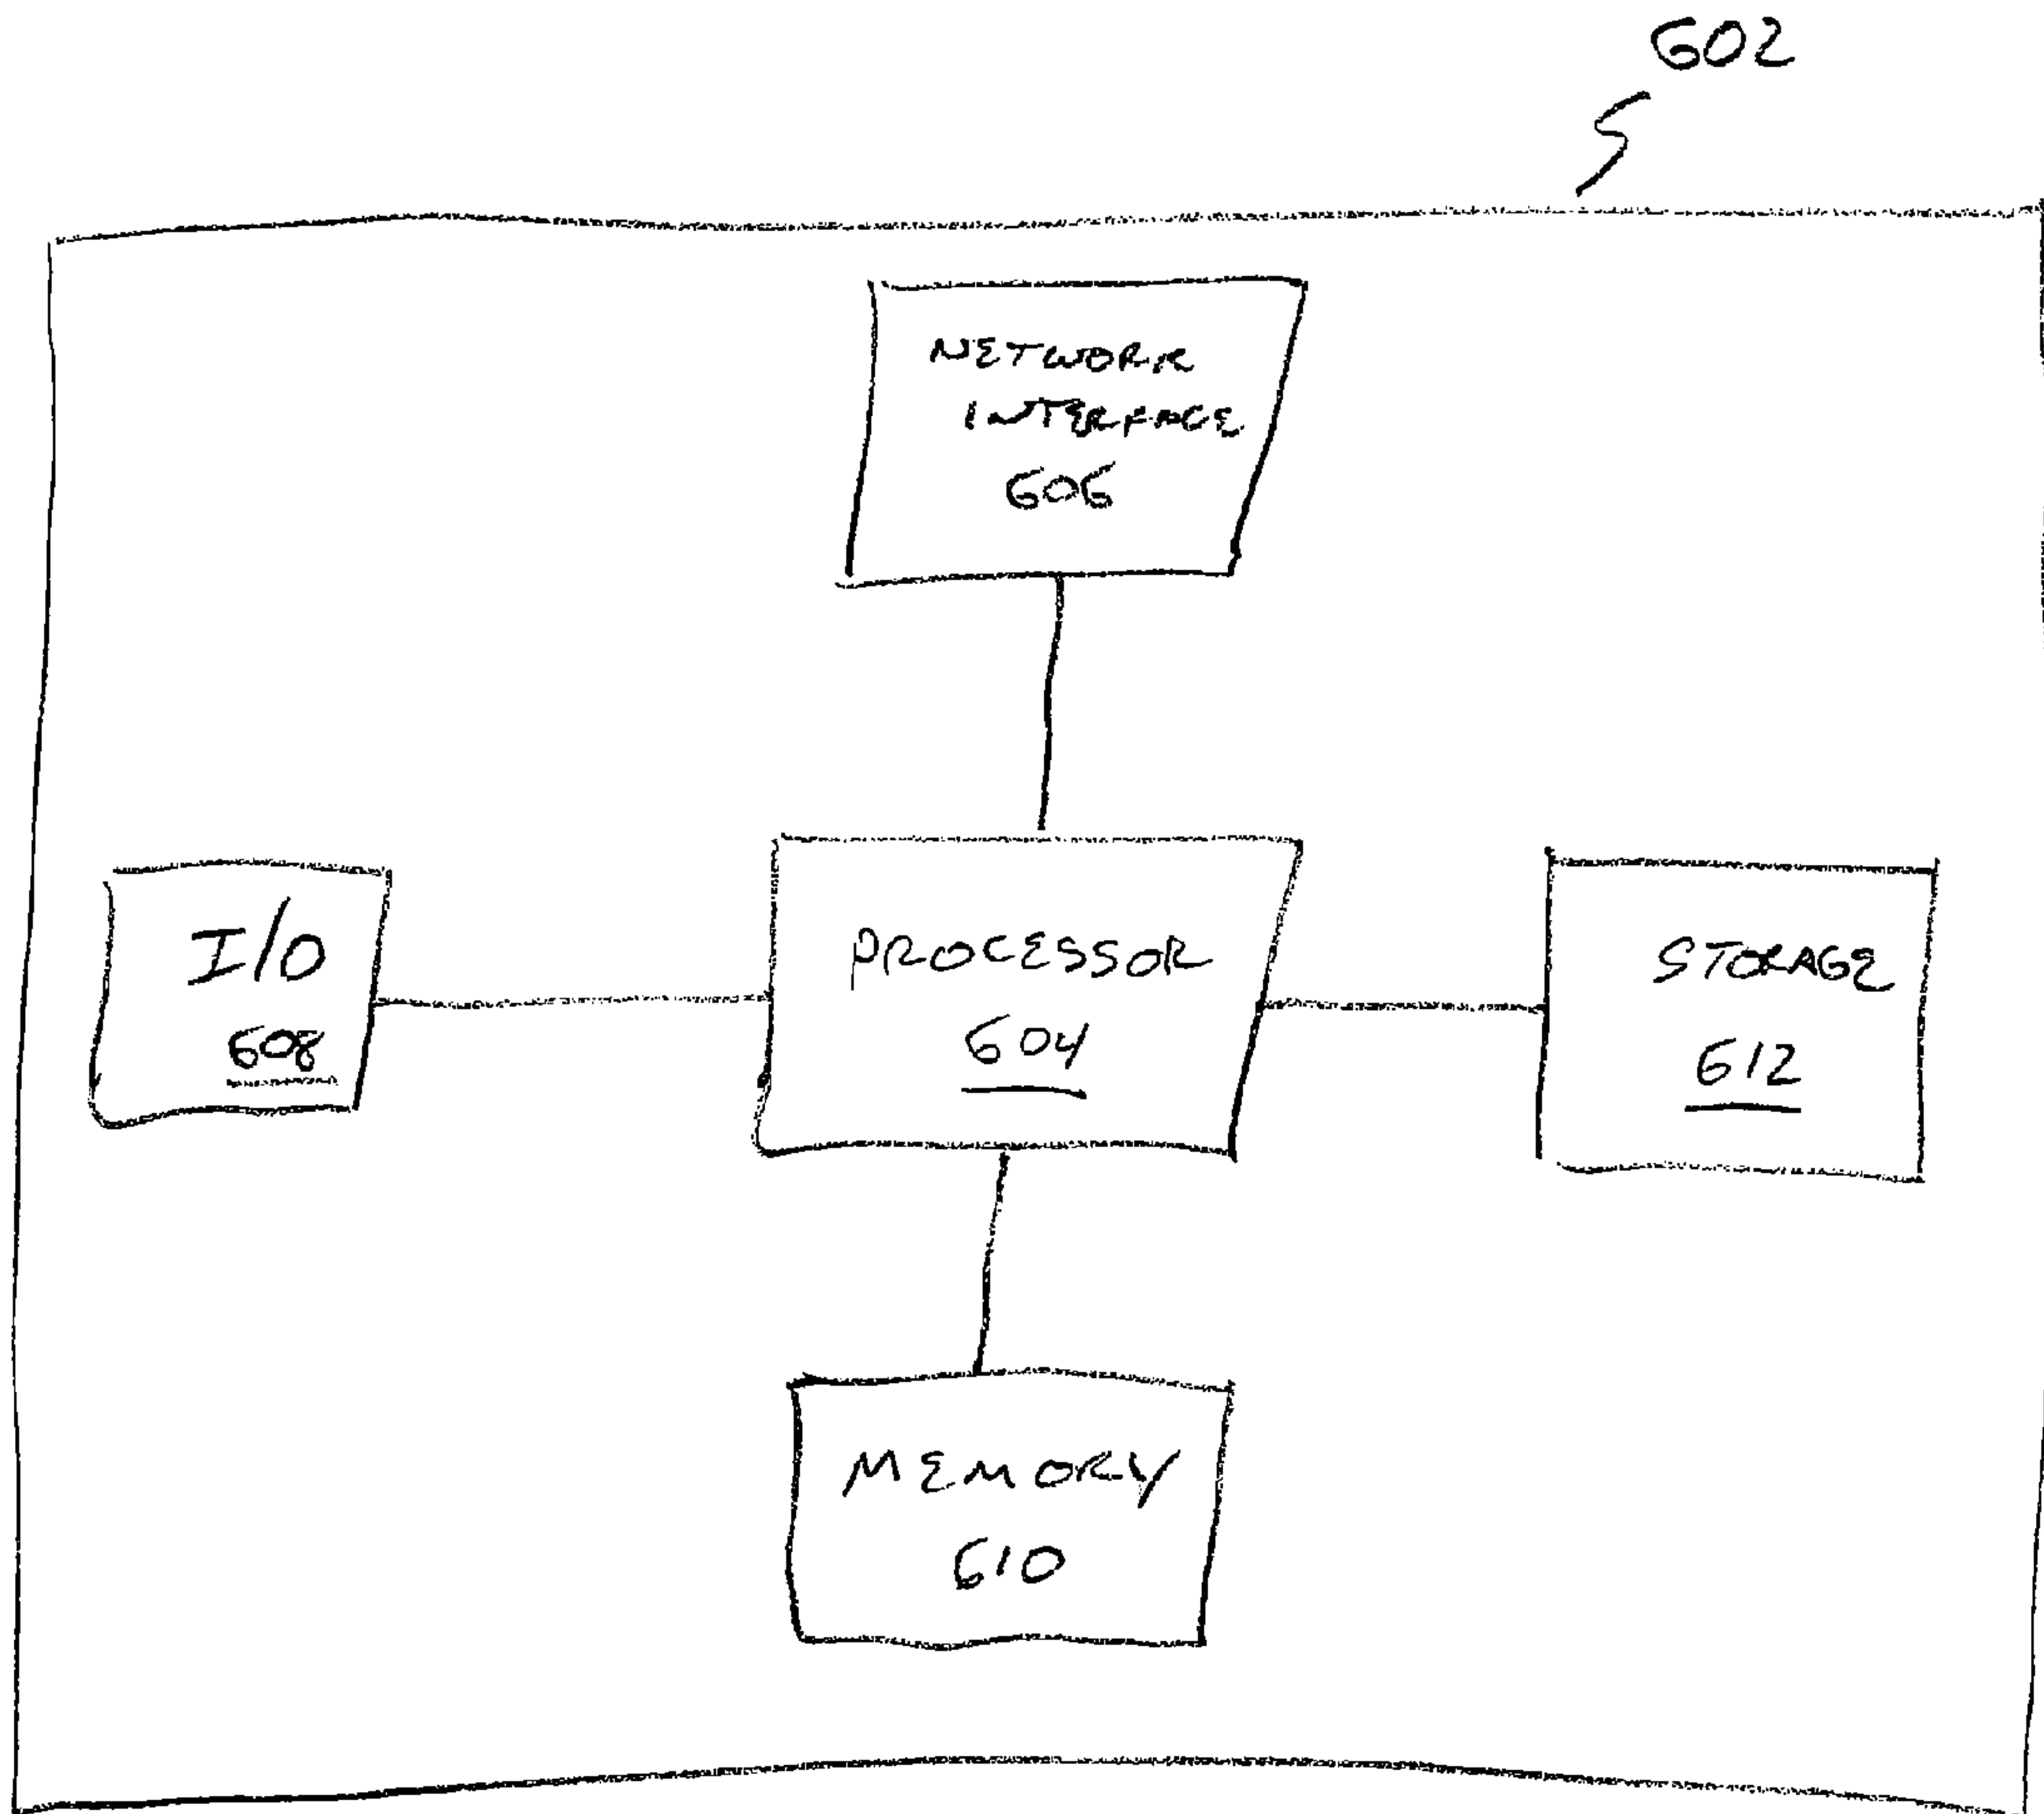 602
NETWORK
INTERFACE
606
I/O
608
PROCESSOR
604
STORAGE
612
MEMORY
610